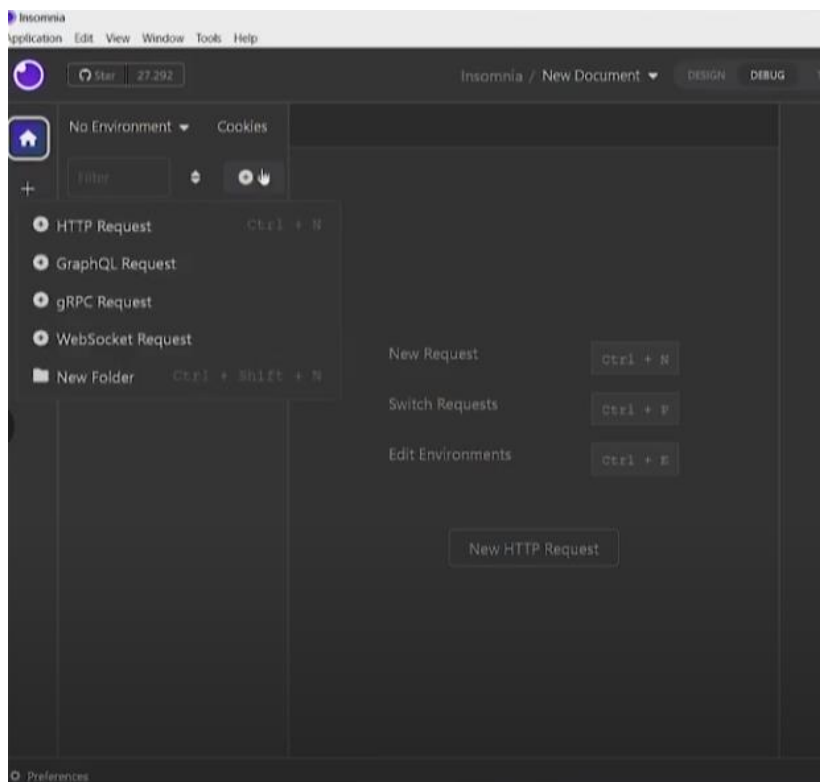 Insomnia
Application Edit View Window Tools Help
Star 27.292
Insomnia / New Document
DESIGN DEBUG
No Environment Cookies
Filter
HTTP Request Ctrl + N
GraphQL Request
gRPC Request
WebSocket Request
New Folder Ctrl + Shift + N
New Request Ctrl + N
Switch Requests Ctrl + P
Edit Environments Ctrl + E
New HTTP Request
Preferences